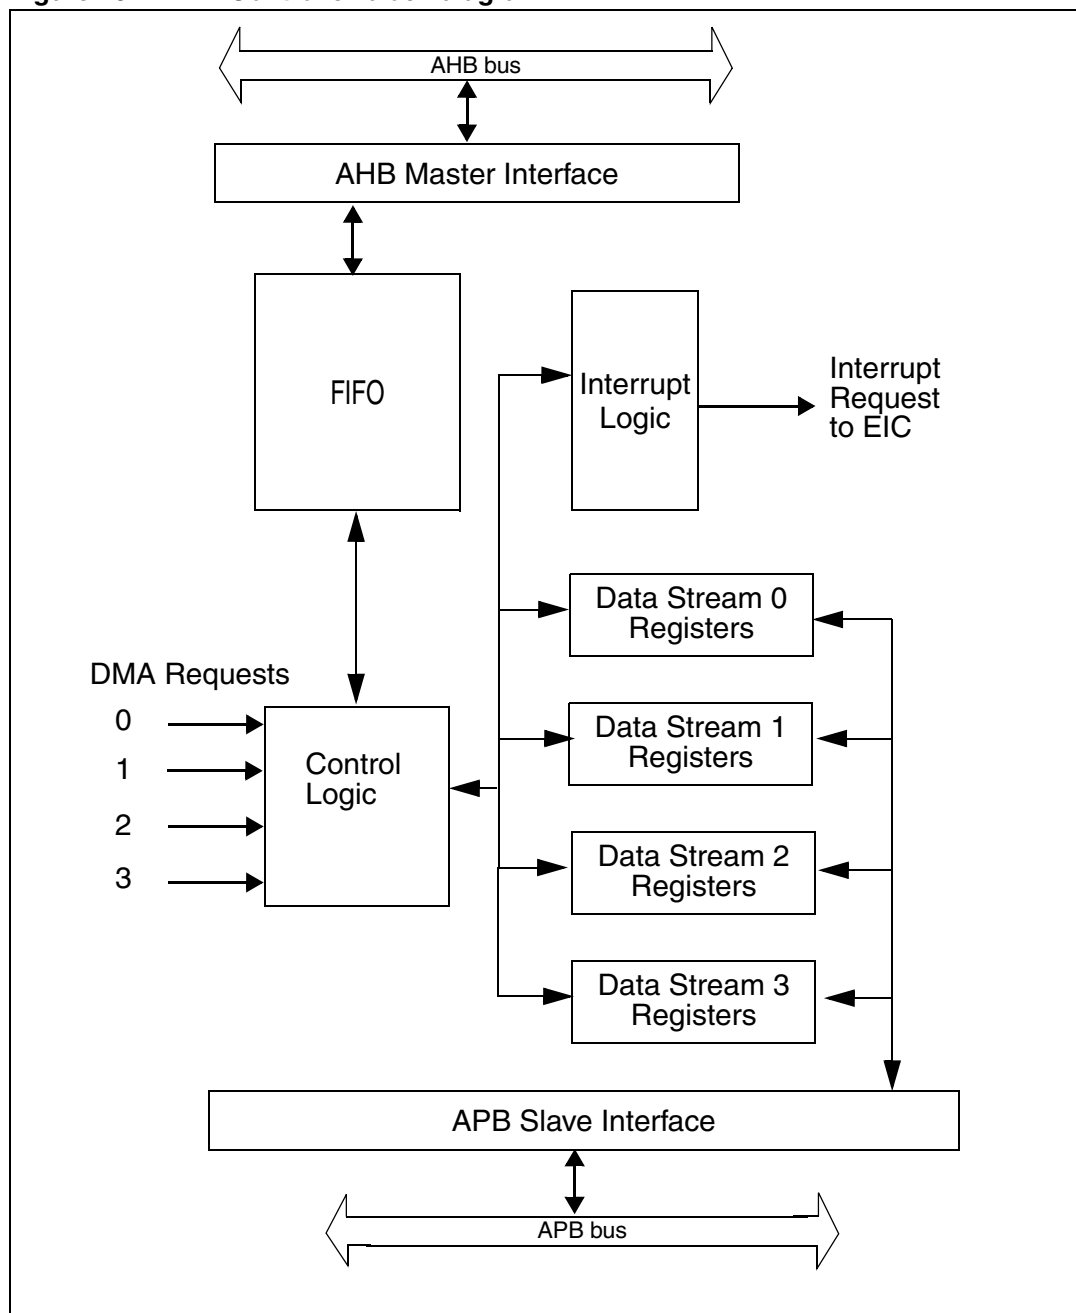 AHB bus
AHB Master Interface
FIFO
Interrupt
Logic
Interrupt
Request
to EIC
Data Stream 0
Registers
DMA Requests
0
1
2
3
Control
Logic
Data Stream 1
Registers
Data Stream 2
Registers
Data Stream 3
Registers
APB Slave Interface
APB bus